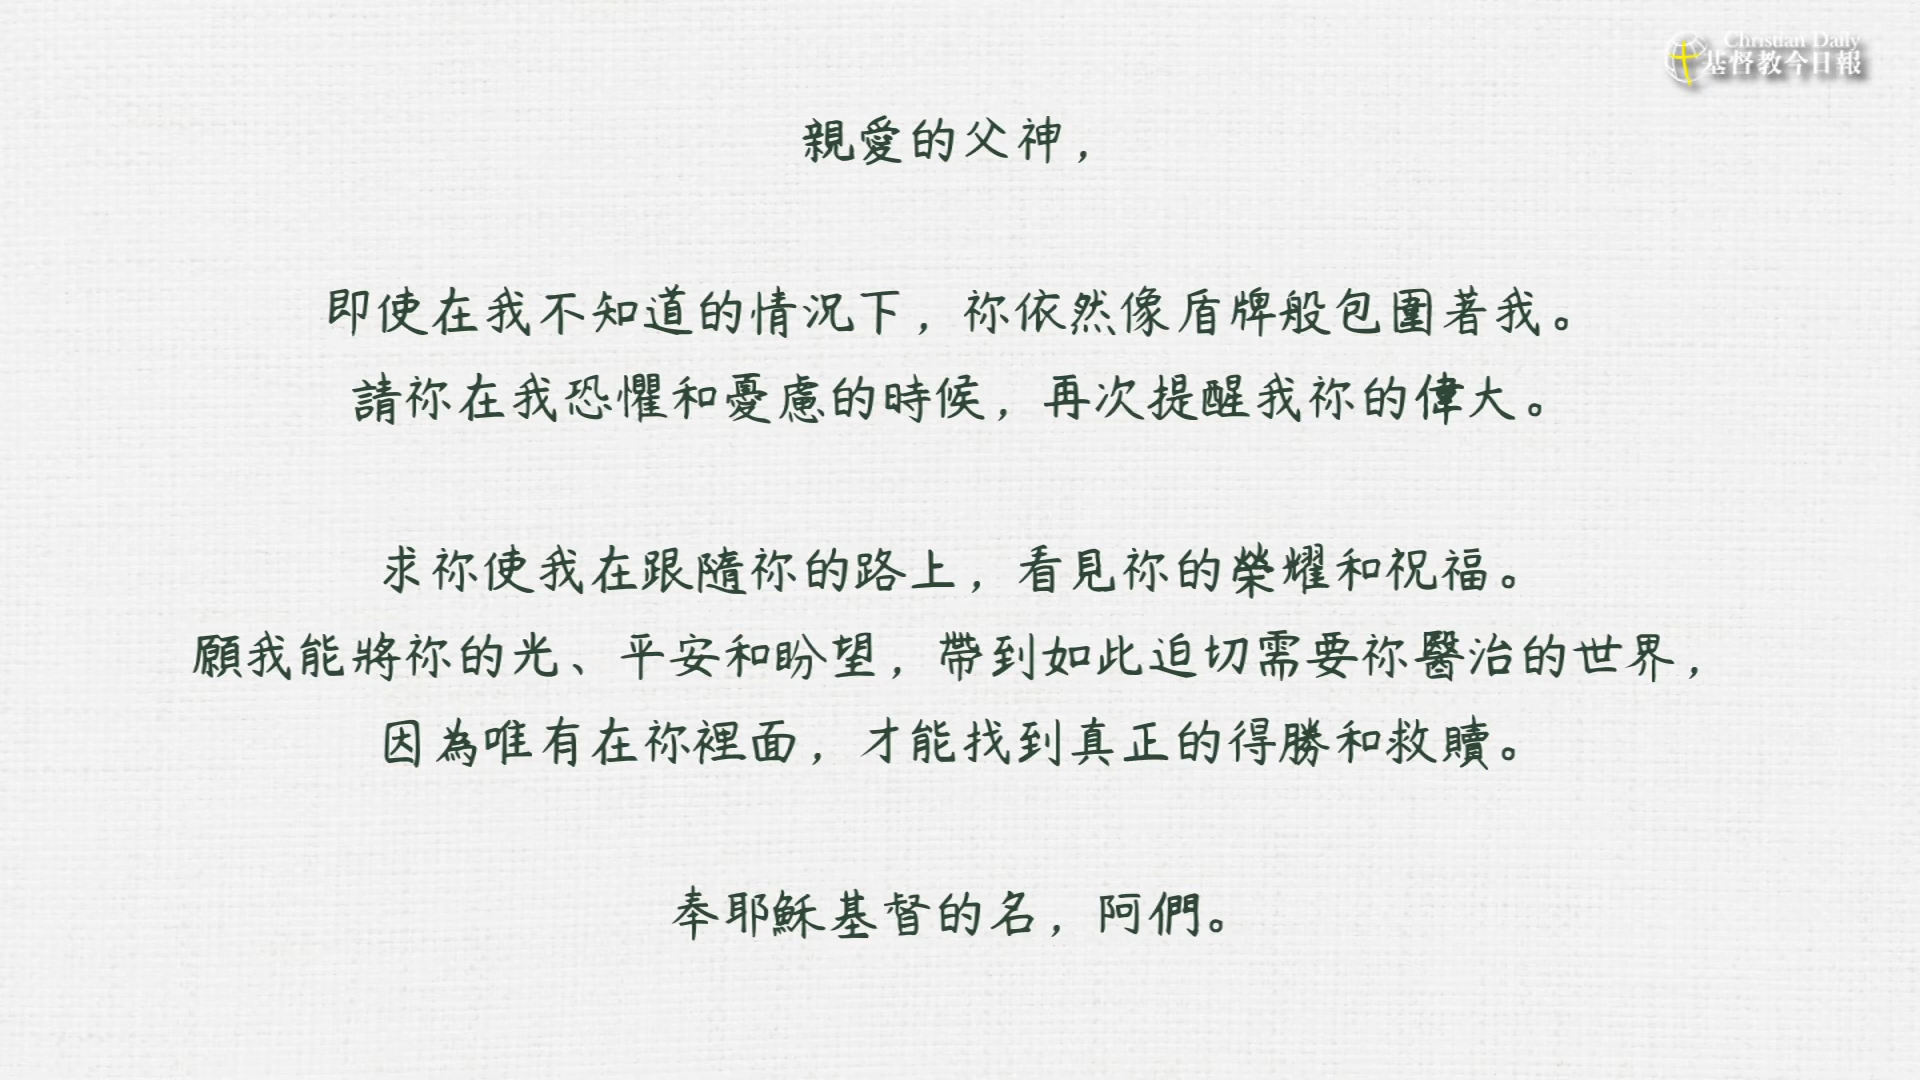 Christian Daily
基督教今日報
親愛的父神，
即使在我不知道的情況下，祢依然像盾牌般包圍著我。
請祢在我恐懼和憂慮的時候，再次提醒我祢的偉大。
求祢使我在跟隨祢的路上，看見祢的榮耀和祝福。
願我能將祢的光、平安和盼望，帶到如此迫切需要祢醫治的世界，
因為唯有在祢裡面，才能找到真正的得勝和救贖。
奉耶穌基督的名，阿們。